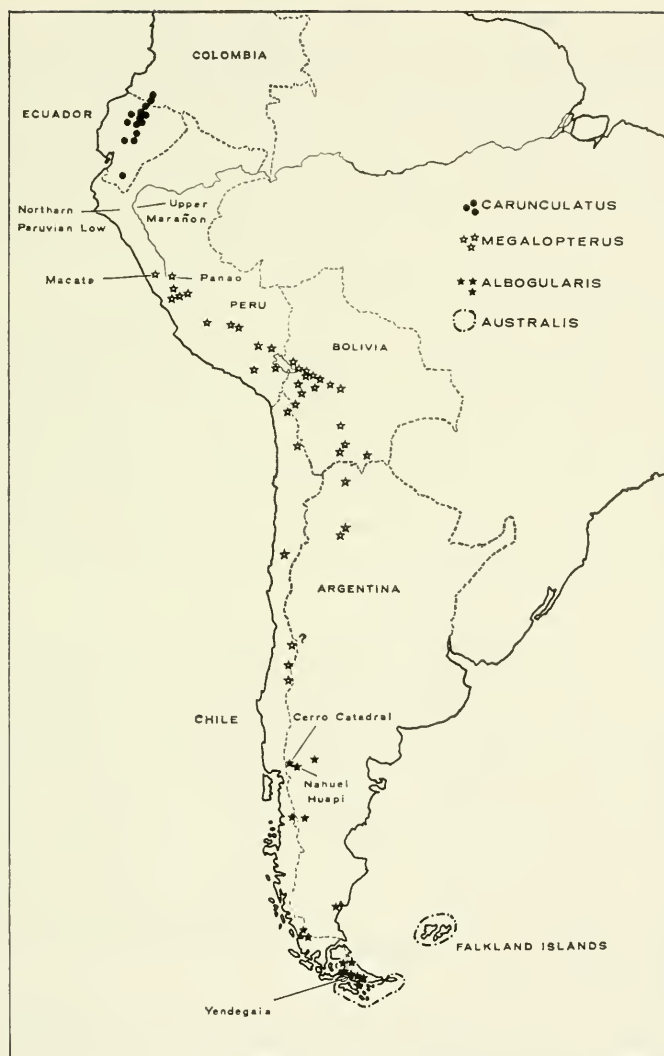 COLOMBIA
ECUADOR
Northern
Peruvian Low
Upper
Marañon
CARUNCULATUS
MEGALOPTERUS
ALBOGULARIS
AUSTRALIS
Macate
Panao
PERU
BOLIVIA
ARGENTINA
?
CHILE
Cerro Catadral
Nahuel
Huapi
FALKLAND ISLANDS
Yendegaia